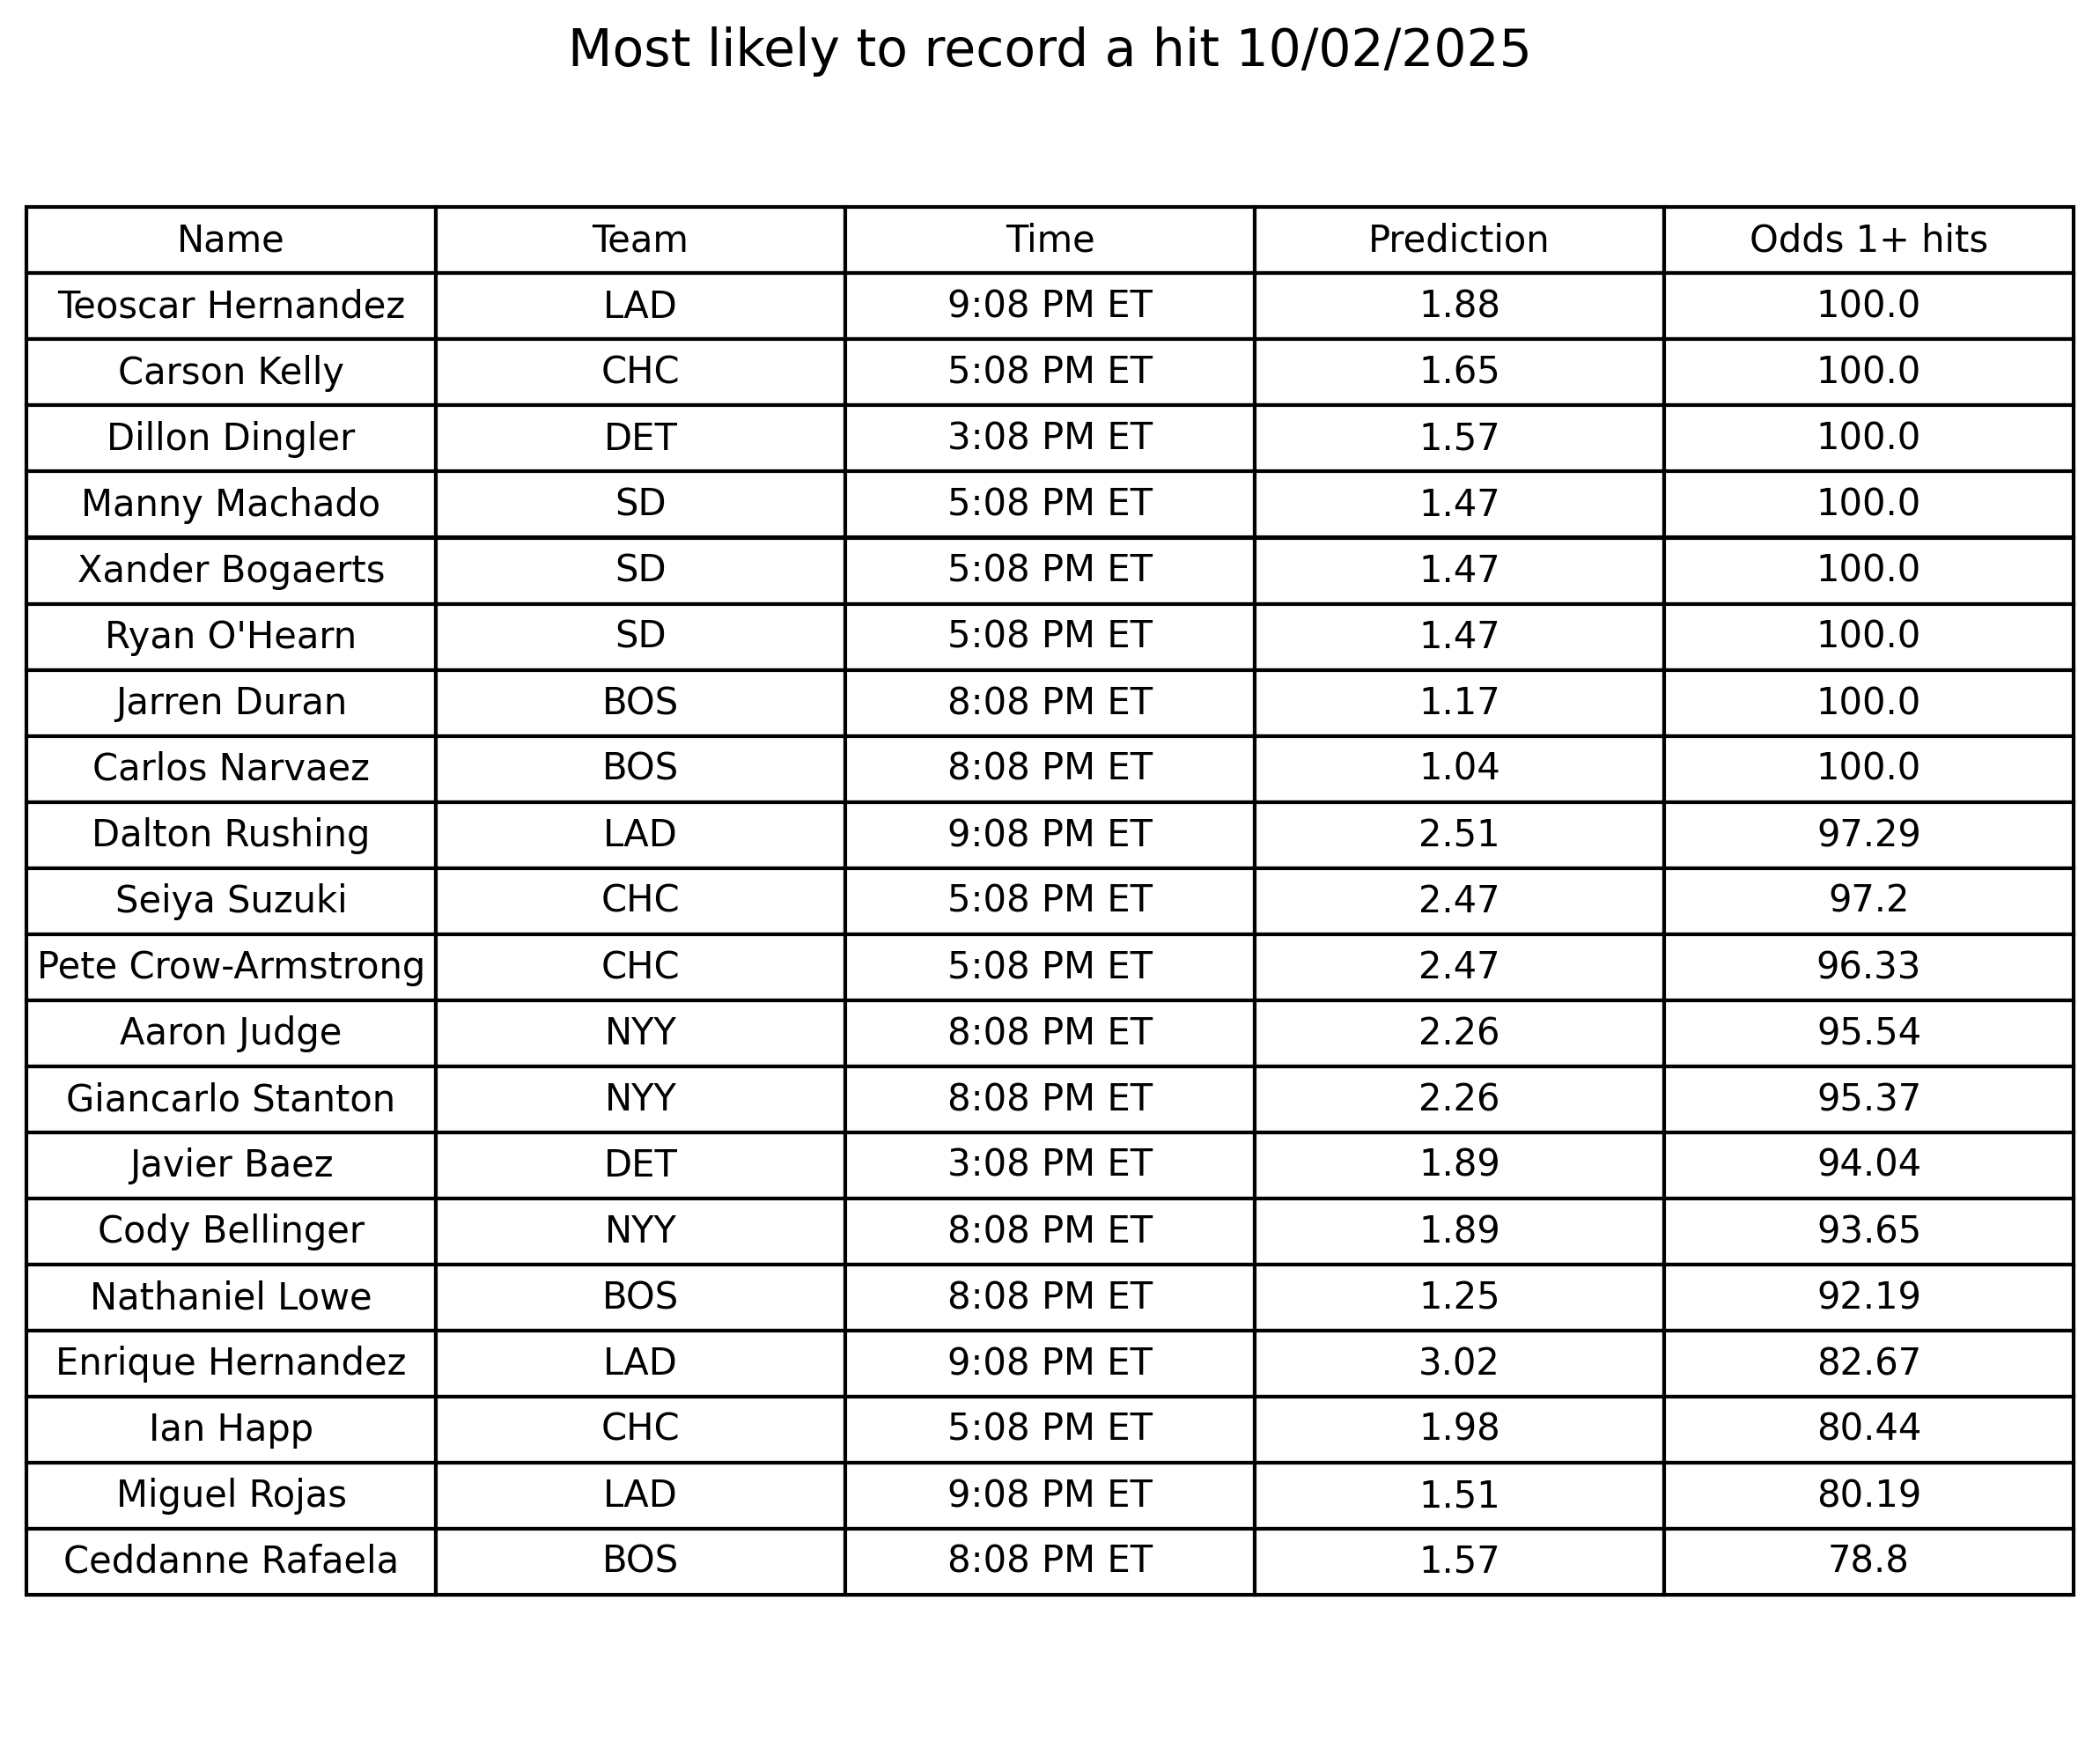 Most likely to record a hit 10/02/2025
Name Team Time Prediction Odds 1+ hits
Teoscar Hernandez LAD 9:08 PM ET 1.88 100.0
Carson Kelly CHC 5:08 PM ET 1.65 100.0
Dillon Dingler DET 3:08 PM ET 1.57 100.0
Manny Machado SD 5:08 PM ET 1.47 100.0
Xander Bogaerts SD 5:08 PM ET 1.47 100.0
Ryan O'Hearn SD 5:08 PM ET 1.47 100.0
Jarren Duran BOS 8:08 PM ET 1.17 100.0
Carlos Narvaez BOS 8:08 PM ET 1.04 100.0
Dalton Rushing LAD 9:08 PM ET 2.51 97.29
Seiya Suzuki CHC 5:08 PM ET 2.47 97.2
Pete Crow-Armstrong CHC 5:08 PM ET 2.47 96.33
Aaron Judge NYY 8:08 PM ET 2.26 95.54
Giancarlo Stanton NYY 8:08 PM ET 2.26 95.37
Javier Baez DET 3:08 PM ET 1.89 94.04
Cody Bellinger NYY 8:08 PM ET 1.89 93.65
Nathaniel Lowe BOS 8:08 PM ET 1.25 92.19
Enrique Hernandez LAD 9:08 PM ET 3.02 82.67
Ian Happ CHC 5:08 PM ET 1.98 80.44
Miguel Rojas LAD 9:08 PM ET 1.51 80.19
Ceddanne Rafaela BOS 8:08 PM ET 1.57 78.8